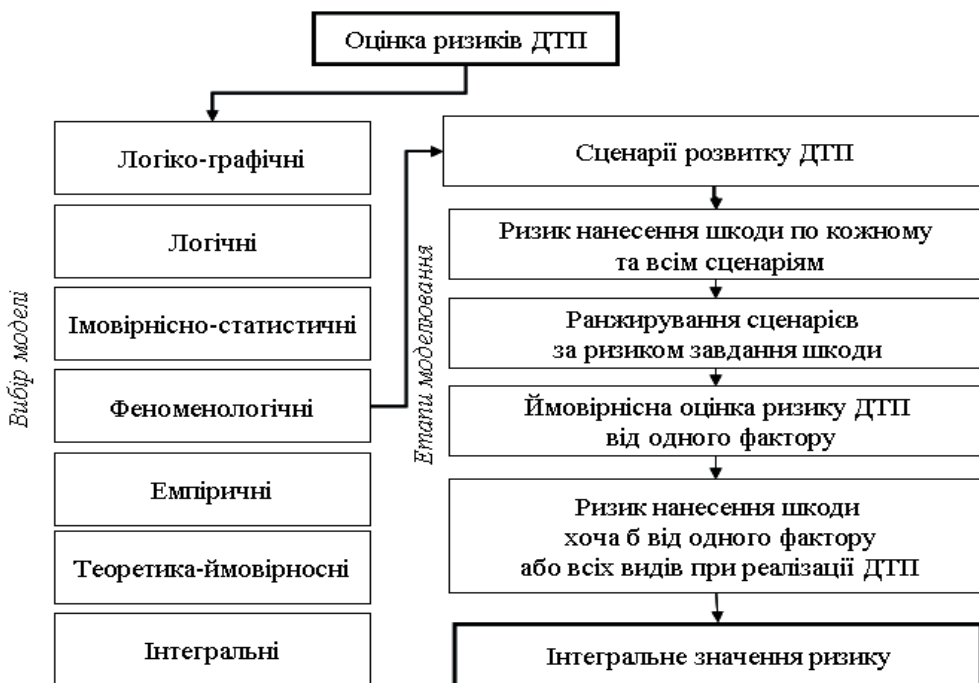 Оцінка ризиків ДТП
Вибір моделі
Логіко-графічні
Логічні
Імовірнісно-статистичні
Феноменологічні
Емпіричні
Теоретика-ймовірносні
Інтегральні
Етапи моделювання
Сценарії розвитку ДТП
Ризик нанесення шкоди по кожному
та всім сценаріям
Ранжирування сценаріїв
за ризиком завдання шкоди
Ймовірнісна оцінка ризику ДТП
від одного фактору
Ризик нанесення шкоди
хоча б від одного фактору
або всіх видів при реалізації ДТП
Інтегральне значення ризику